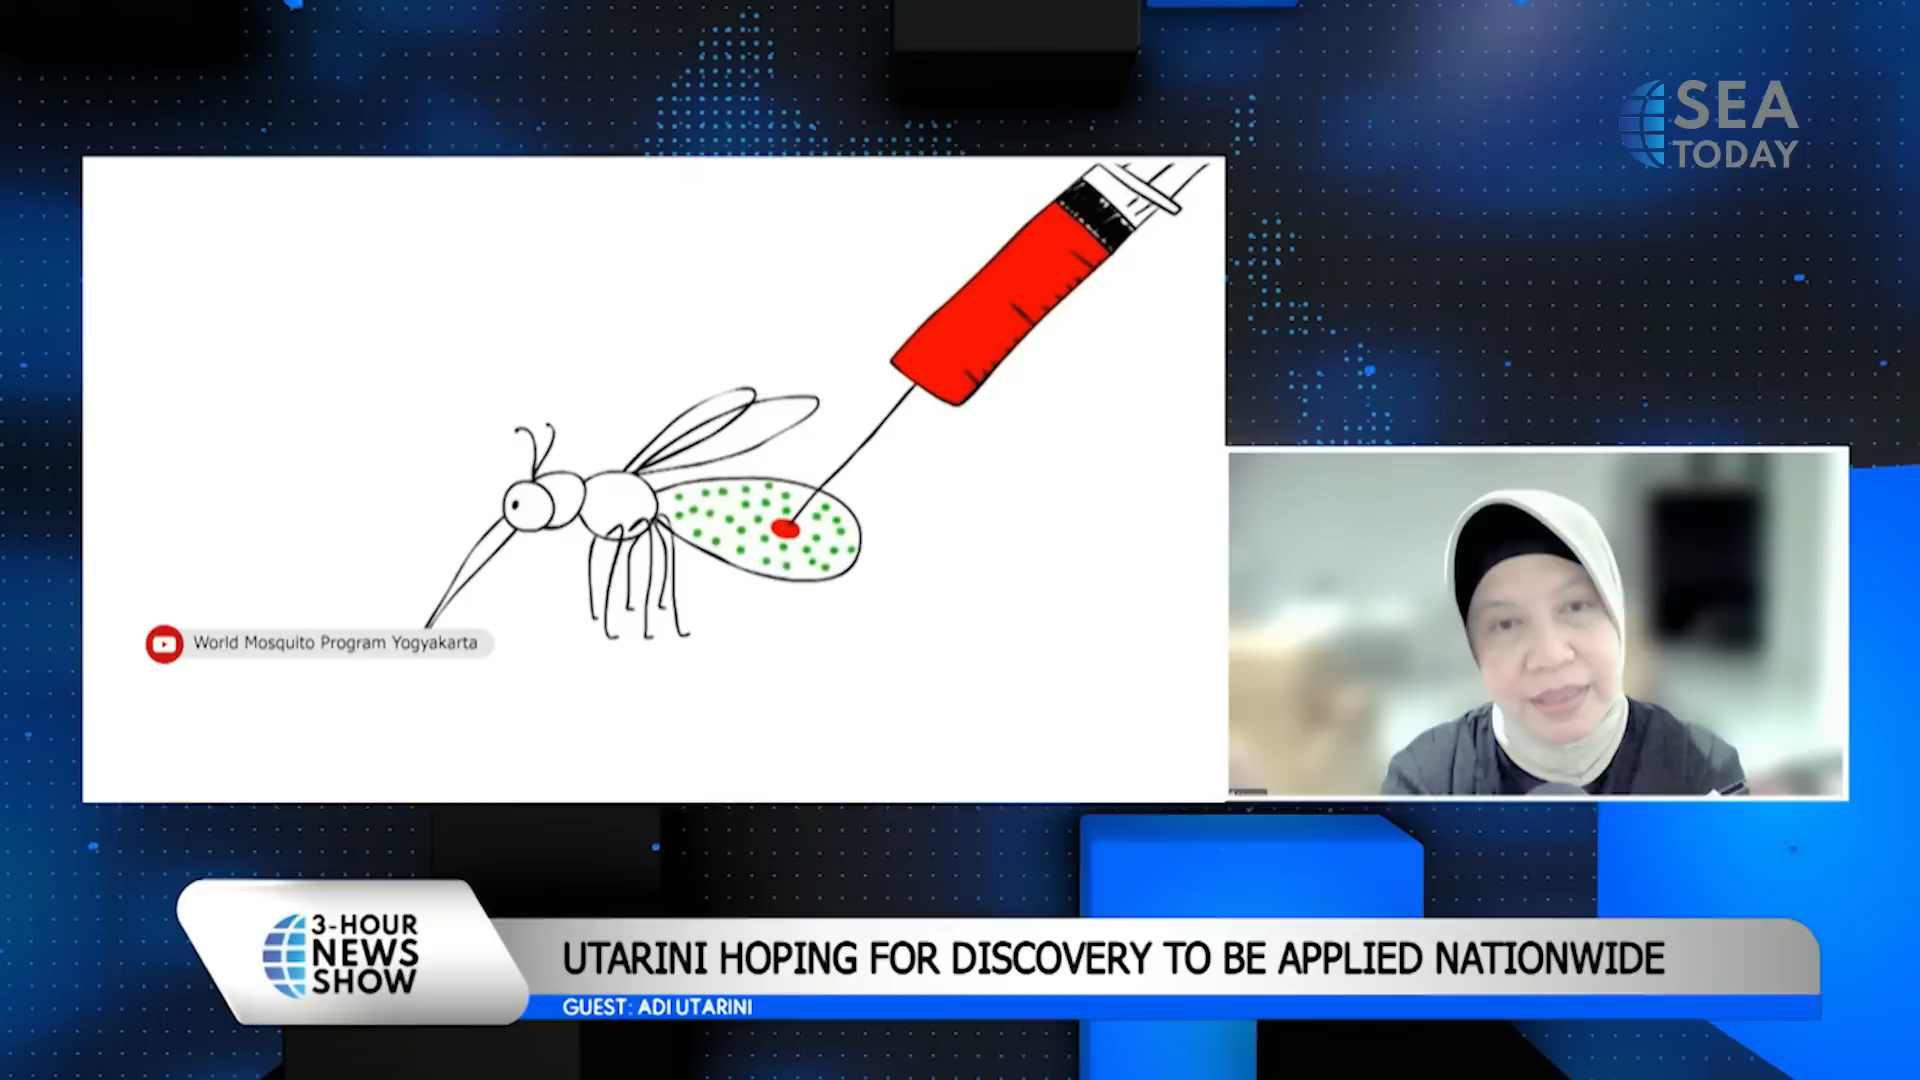 SEA
TODAY
World Mosquito Program Yogyakarta
3-HOUR
NEWS
SHOW
UTARINI HOPING FOR DISCOVERY TO BE APPLIED NATIONWIDE
GUEST: ADI UTARINI